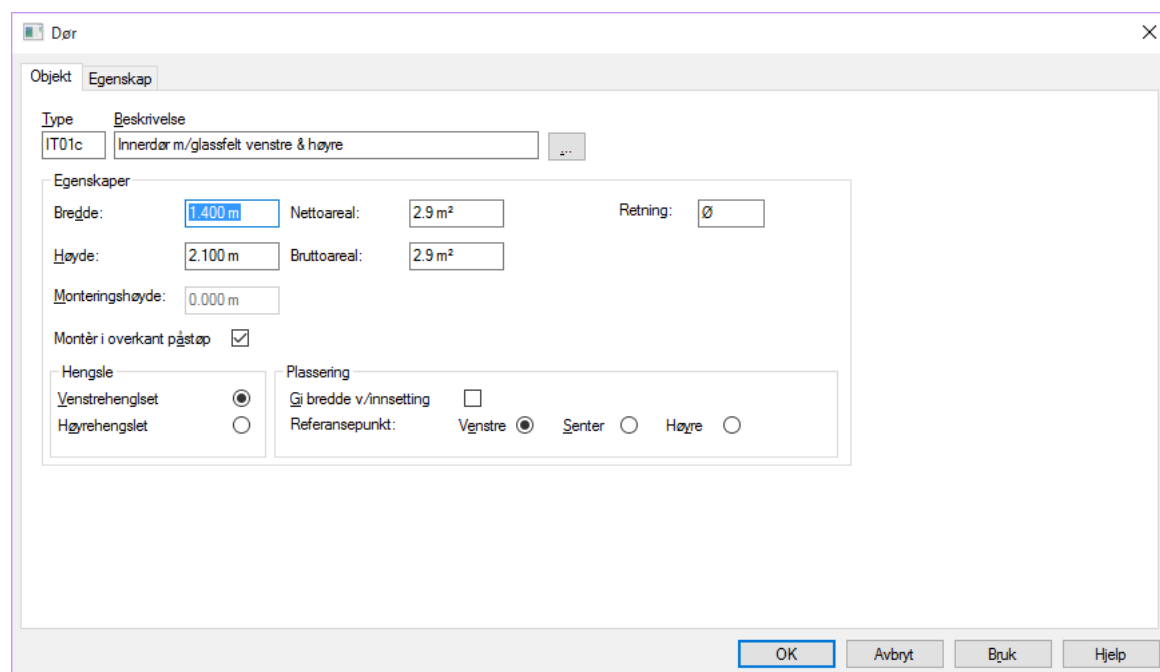 Dør
Objekt Egenskap
Type Beskrivelse
IT01c Innerdør m/glassfelt venstre & høyre ...
Egenskaper
Bredde: 1.400 m Nettoareal: 2.9 m² Retning: Ø
Høyde: 2.100 m Bruttoareal: 2.9 m²
Monteringshøyde: 0.000 m
Montèr i overkant påstøp
Hengsle Plassering
Venstrehenglset Gi bredde v/innsetting
Høyrehengslet Referansepunkt: Venstre Senter Høyre
OK Avbryt Bruk Hjelp